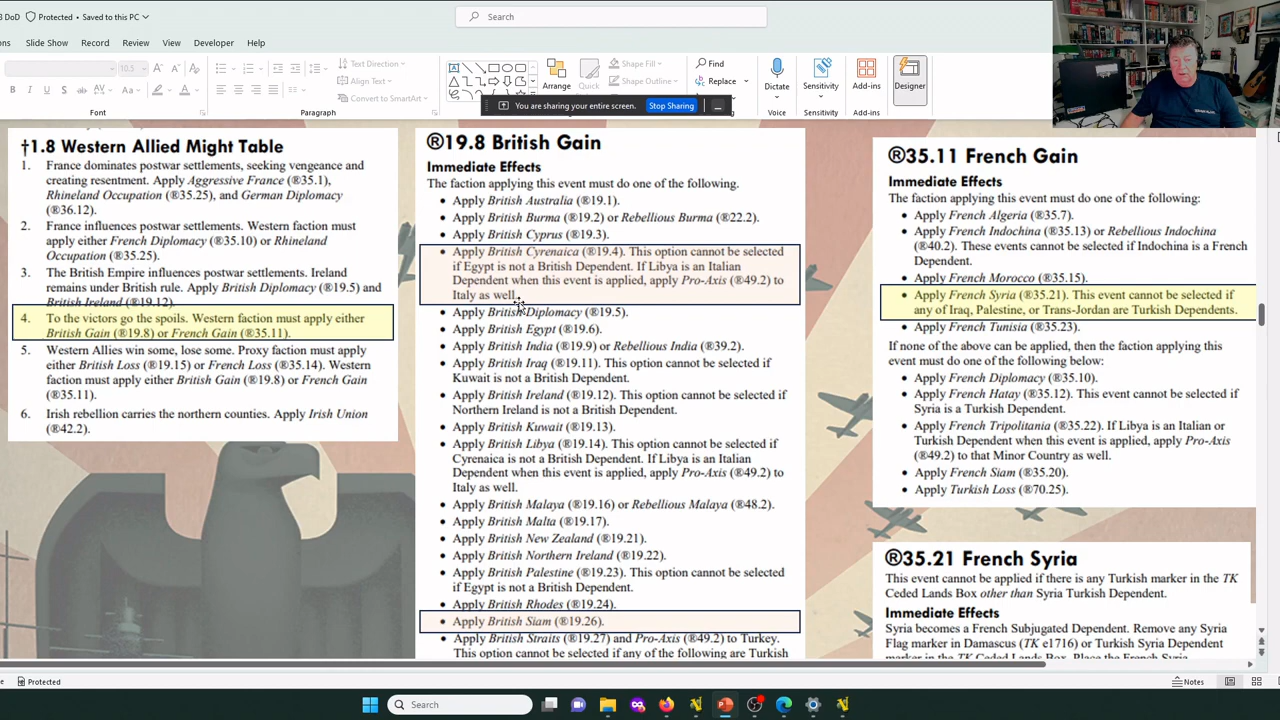 3 DoD
Protected • Saved to this PC
Search
ns
Slide Show
Record
Review
View
Developer
Help
10.5
Text Direction
Align Text
Convert to SmartArt
Arrange
Quick
Shape Fill
Shape Outline
Find
Replace
Dictate
Sensitivity
Add-ins
Designer
You are sharing your entire screen.
Stop Sharing
Font
Paragraph
Voice
Sensitivity
Add-ins
†1.8 Western Allied Might Table
1. France dominates postwar settlements, seeking vengeance and
creating resentment. Apply Aggressive France (®35.1),
Rhineland Occupation (®35.25), and German Diplomacy
(®36.12).
2. France influences postwar settlements. Western faction must
apply either French Diplomacy (®35.10) or Rhineland
Occupation (®35.25).
3. The British Empire influences postwar settlements. Ireland
remains under British rule. Apply British Diplomacy (®19.5) and
British Ireland (®19.12).
4. To the victors go the spoils. Western faction must apply either
British Gain (®19.8) or French Gain (®35.11).
5. Western Allies win some, lose some. Proxy faction must apply
either British Loss (®19.15) or French Loss (®35.14). Western
faction must apply either British Gain (®19.8) or French Gain
(®35.11).
6. Irish rebellion carries the northern counties. Apply Irish Union
(®42.2).
®19.8 British Gain
Immediate Effects
The faction applying this event must do one of the following.
• Apply British Australia (®19.1).
• Apply British Burma (®19.2) or Rebellious Burma (®22.2).
• Apply British Cyprus (®19.3).
• Apply British Cyrenaica (®19.4). This option cannot be selected
if Egypt is not a British Dependent. If Libya is an Italian
Dependent when this event is applied, apply Pro-Axis (®49.2) to
Italy as well.
• Apply British Diplomacy (®19.5).
• Apply British Egypt (®19.6).
• Apply British India (®19.9) or Rebellious India (®39.2).
• Apply British Iraq (®19.11). This option cannot be selected if
Kuwait is not a British Dependent.
• Apply British Ireland (®19.12). This option cannot be selected if
Northern Ireland is not a British Dependent.
• Apply British Kuwait (®19.13).
• Apply British Libya (®19.14). This option cannot be selected if
Cyrenaica is not a British Dependent. If Libya is an Italian
Dependent when this event is applied, apply Pro-Axis (®49.2) to
Italy as well.
• Apply British Malaya (®19.16) or Rebellious Malaya (®48.2).
• Apply British Malta (®19.17).
• Apply British New Zealand (®19.21).
• Apply British Northern Ireland (®19.22).
• Apply British Palestine (®19.23). This option cannot be selected
if Egypt is not a British Dependent.
• Apply British Rhodes (®19.24).
• Apply British Siam (®19.26).
Apply British Straits (®19.27) and Pro-Axis (®49.2) to Turkey.
This option cannot be selected if any of the following are Turkish
®35.11 French Gain
Immediate Effects
The faction applying this event must do one of the following:
• Apply French Algeria (®35.7).
• Apply French Indochina (®35.13) or Rebellious Indochina
(®40.2). These events cannot be selected if Indochina is a French
Dependent.
• Apply French Morocco (®35.15).
• Apply French Syria (®35.21). This event cannot be selected if
any of Iraq, Palestine, or Trans-Jordan are Turkish Dependents.
• Apply French Tunisia (®35.23).
If none of the above can be applied, then the faction applying this
event must do one of the following below:
• Apply French Diplomacy (®35.10).
• Apply French Hatay (®35.12). This event cannot be selected if
Syria is a Turkish Dependent.
• Apply French Tripolitania (®35.22). If Libya is an Italian or
Turkish Dependent when this event is applied, apply Pro-Axis
(®49.2) to that Minor Country as well.
• Apply French Siam (®35.20).
• Apply Turkish Loss (®70.25).
®35.21 French Syria
This event cannot be applied if there is any Turkish marker in the TK
Ceded Lands Box other than Syria Turkish Dependent.
Immediate Effects
Syria becomes a French Subjugated Dependent. Remove any Syria
Flag marker in Damascus (TK e1716) or Turkish Syria Dependent
marker in the TK Ceded Lands Box. Place the French Syria
Protected
Notes
Search